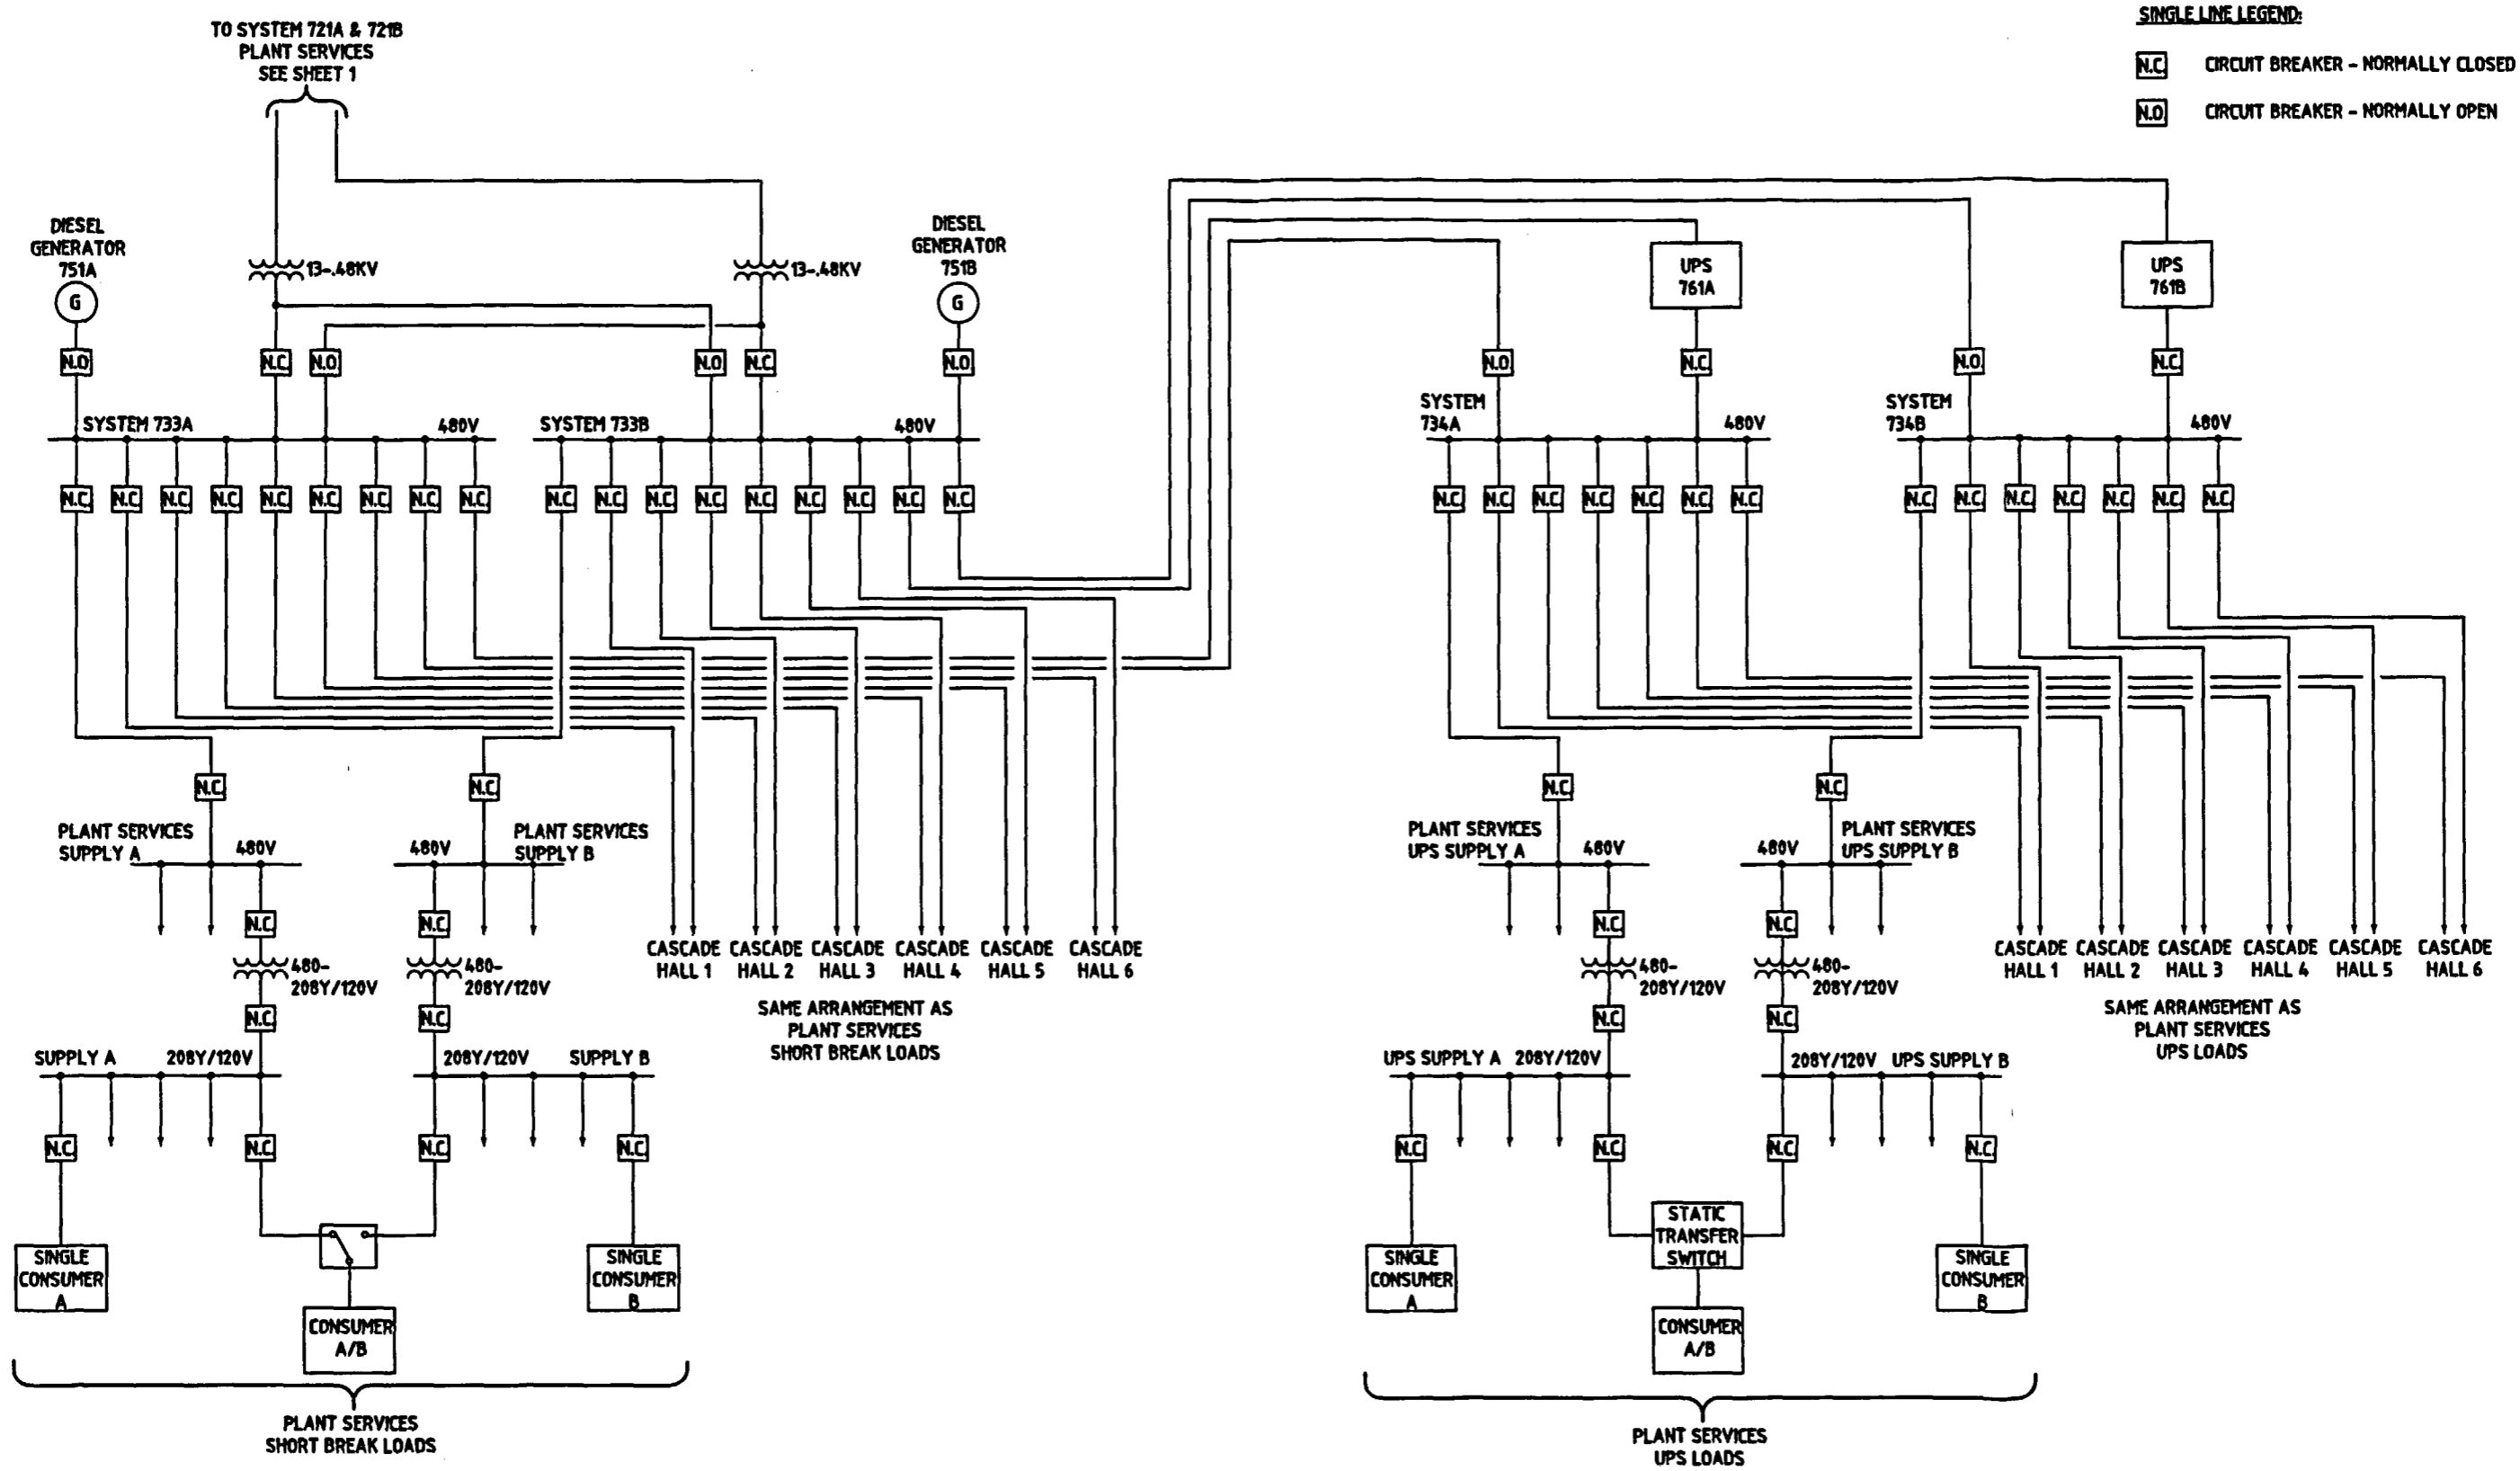 SINGLE LINE LEGEND:
N.C. CIRCUIT BREAKER - NORMALLY CLOSED
N.O. CIRCUIT BREAKER - NORMALLY OPEN
TO SYSTEM 721A & 721B
PLANT SERVICES
SEE SHEET 1
DIESEL
GENERATOR
751A
G
13-.48KV
13-.48KV
DIESEL
GENERATOR
751B
G
UPS
761A
UPS
761B
N.O. N.C. N.O. N.O. N.C. N.O. N.O. N.C. N.O. N.C.
SYSTEM 733A 480V
SYSTEM 733B 480V
SYSTEM
734A 480V
SYSTEM
734B 480V
N.C. N.C. N.C. N.C. N.C. N.C. N.C. N.C. N.C.
N.C. N.C. N.C. N.C. N.C. N.C. N.C. N.C. N.C.
N.C. N.C. N.C. N.C. N.C. N.C. N.C.
N.C. N.C. N.C. N.C. N.C. N.C. N.C.
N.C. N.C. N.C. N.C.
PLANT SERVICES
SUPPLY A 480V
480V PLANT SERVICES
SUPPLY B
PLANT SERVICES
UPS SUPPLY A 480V
480V PLANT SERVICES
UPS SUPPLY B
N.C. N.C. N.C. N.C.
480-
208Y/120V
480-
208Y/120V
480-
208Y/120V
480-
208Y/120V
CASCADE
HALL 1
CASCADE
HALL 2
CASCADE
HALL 3
CASCADE
HALL 4
CASCADE
HALL 5
CASCADE
HALL 6
SAME ARRANGEMENT AS
PLANT SERVICES
SHORT BREAK LOADS
CASCADE
HALL 1
CASCADE
HALL 2
CASCADE
HALL 3
CASCADE
HALL 4
CASCADE
HALL 5
CASCADE
HALL 6
SAME ARRANGEMENT AS
PLANT SERVICES
UPS LOADS
N.C. N.C. N.C. N.C.
SUPPLY A 208Y/120V
208Y/120V SUPPLY B
UPS SUPPLY A 208Y/120V
208Y/120V UPS SUPPLY B
N.C. N.C. N.C. N.C. N.C. N.C. N.C. N.C.
SINGLE
CONSUMER
A
CONSUMER
A/B
SINGLE
CONSUMER
B
SINGLE
CONSUMER
A
STATIC
TRANSFER
SWITCH
CONSUMER
A/B
SINGLE
CONSUMER
B
PLANT SERVICES
SHORT BREAK LOADS
PLANT SERVICES
UPS LOADS